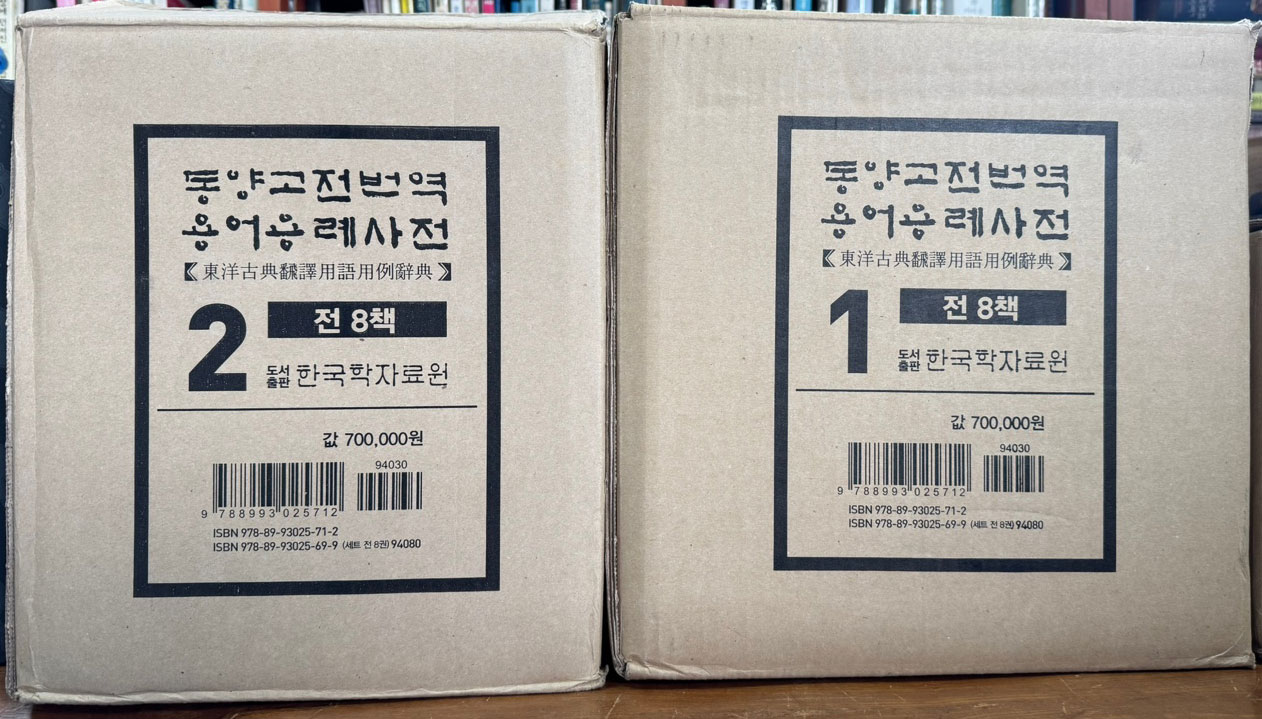 동양고전번역
용어용례사전
《東洋古典飜譯用語用例辭典》
2
전 8책
도서출판 한국학자료원
값 700,000원
94030
9 788993 025712
ISBN 978-89-93025-71-2
ISBN 978-89-93025-69-9 (세트 전 8권) 94080
동양고전번역
용어용례사전
《東洋古典飜譯用語用例辭典》
1
전 8책
도서출판 한국학자료원
값 700,000원
94030
9 788993 025712
ISBN 978-89-93025-71-2
ISBN 978-89-93025-69-9 (세트 전 8권) 94080